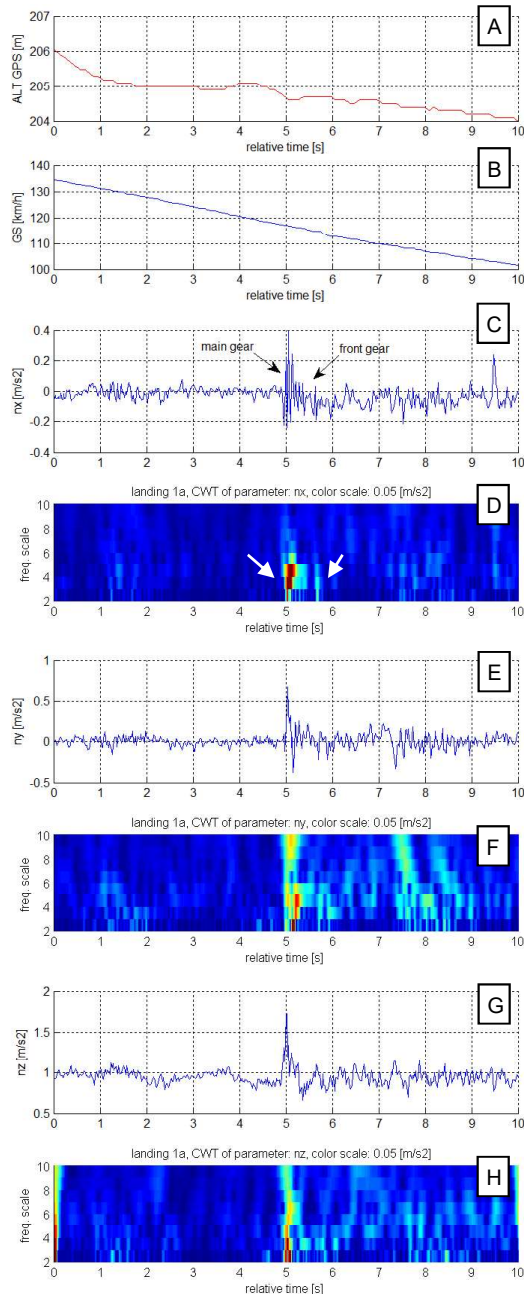 207
206
205
204
ALT GPS [m]
A
0 1 2 3 4 5 6 7 8 9 10
relative time [s]
140
130
120
110
100
GS [km/h]
B
0 1 2 3 4 5 6 7 8 9 10
relative time [s]
0.4
0.2
0
-0.2
-0.4
nx [m/s2]
main gear
front gear
C
0 1 2 3 4 5 6 7 8 9 10
landing 1a, CWT of parameter: nx, color scale: 0.05 [m/s2]
10
8
6
4
2
freq. scale
D
0 1 2 3 4 5 6 7 8 9 10
relative time [s]
1
0.5
0
-0.5
ny [m/s2]
E
0 1 2 3 4 5 6 7 8 9 10
landing 1a, CWT of parameter: ny, color scale: 0.05 [m/s2]
10
8
6
4
2
freq. scale
F
0 1 2 3 4 5 6 7 8 9 10
relative time [s]
2
1.5
1
0.5
nz [m/s2]
G
0 1 2 3 4 5 6 7 8 9 10
landing 1a, CWT of parameter: nz, color scale: 0.05 [m/s2]
10
8
6
4
2
freq. scale
H
0 1 2 3 4 5 6 7 8 9 10
relative time [s]